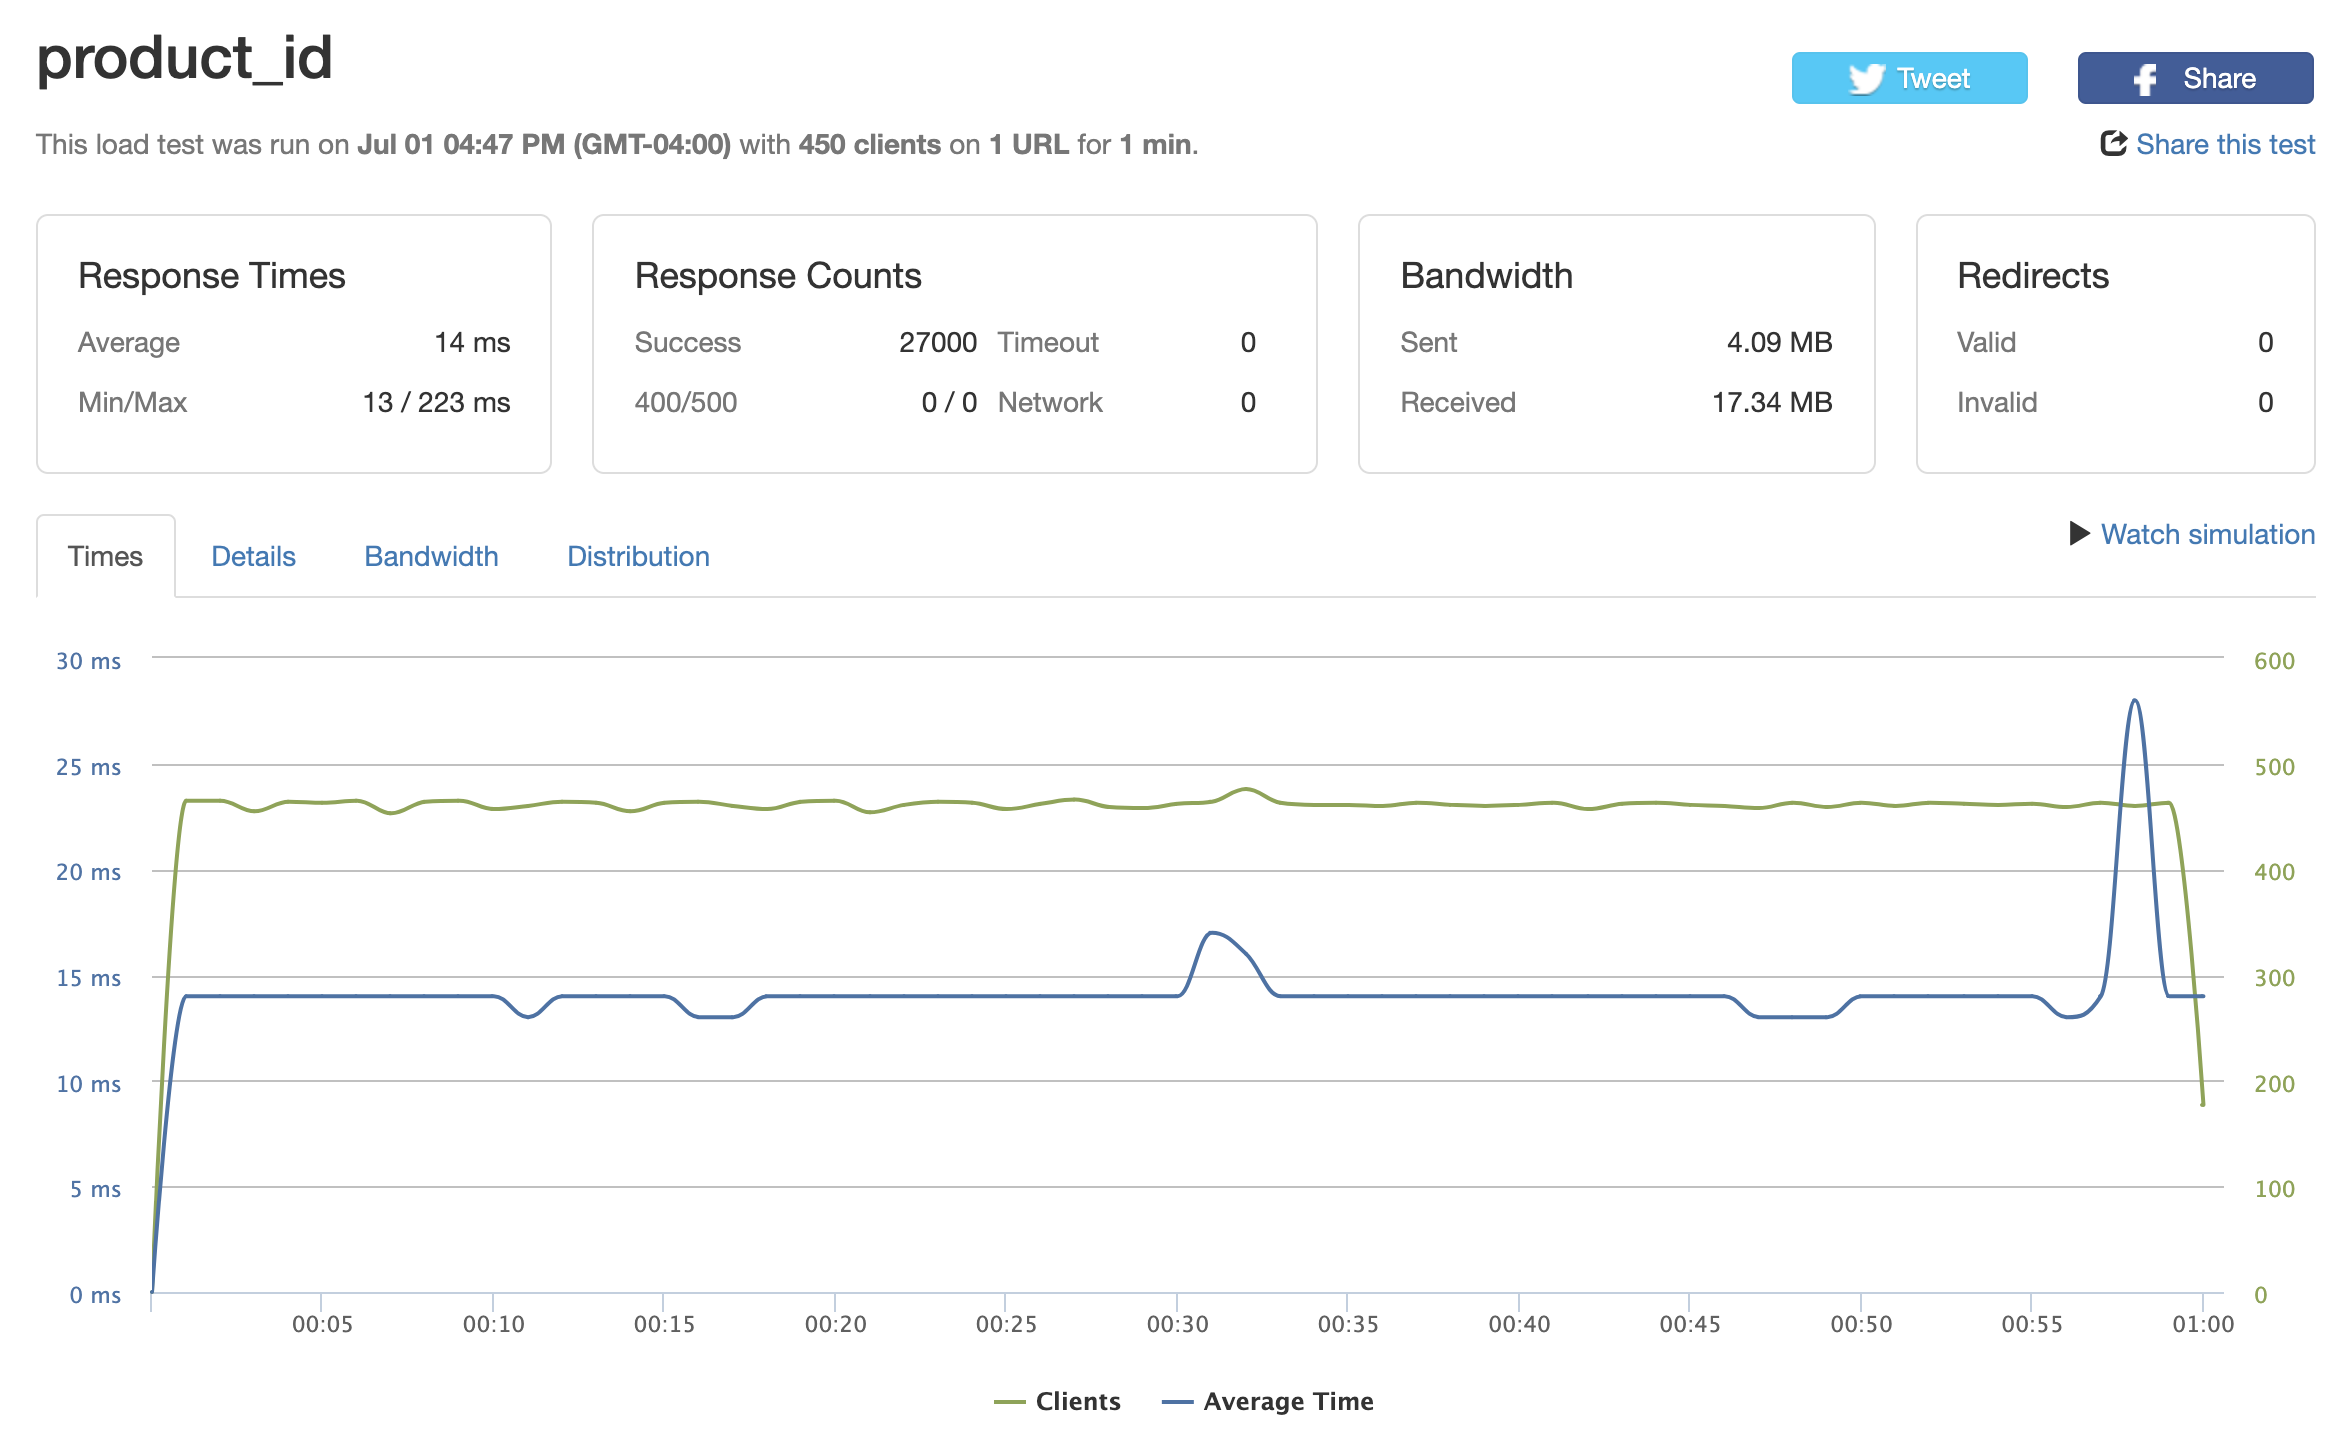 product_id
Tweet
Share
This load test was run on Jul 01 04:47 PM (GMT-04:00) with 450 clients on 1 URL for 1 min.
Share this test
Response Times
Average 14 ms
Min/Max 13 / 223 ms
Response Counts
Success 27000 Timeout 0
400/500 0 / 0 Network 0
Bandwidth
Sent 4.09 MB
Received 17.34 MB
Redirects
Valid 0
Invalid 0
Times Details Bandwidth Distribution
Watch simulation
30 ms 600
25 ms 500
20 ms 400
15 ms 300
10 ms 200
5 ms 100
0 ms 0
00:05 00:10 00:15 00:20 00:25 00:30 00:35 00:40 00:45 00:50 00:55 01:00
Clients Average Time